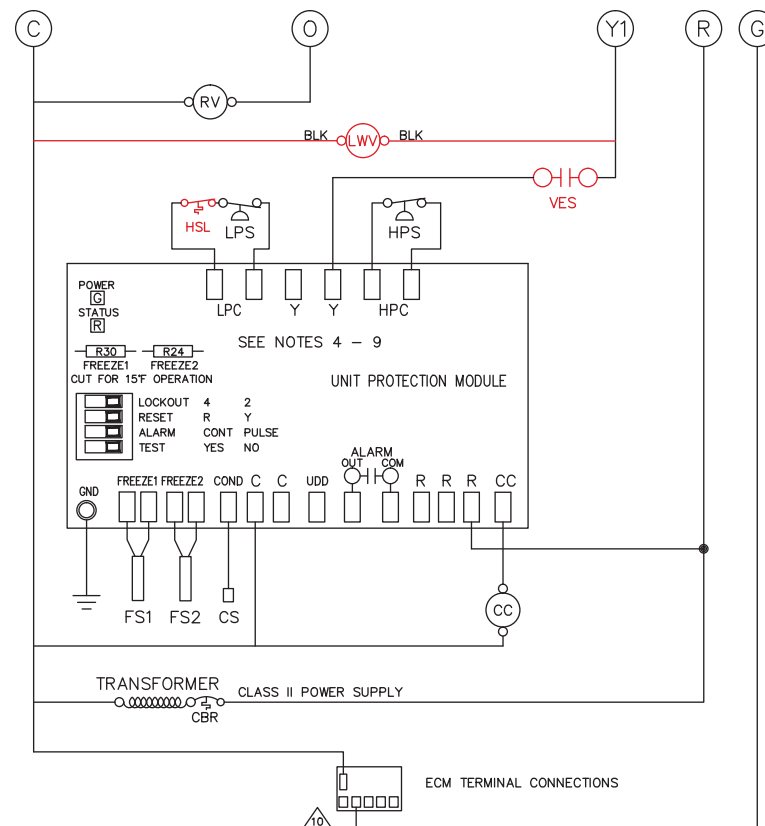 C O Y1 R G
RV
BLK LWV BLK
VES
HSL LPS HPS
LPC Y Y HPC
POWER
G
STATUS
R
SEE NOTES 4 - 9
R30 R24
FREEZE1 FREEZE2
CUT FOR 15°F OPERATION
UNIT PROTECTION MODULE
LOCKOUT 4 2
RESET R Y
ALARM CONT PULSE
TEST YES NO
ALARM
OUT COM
GND FREEZE1 FREEZE2 COND C C UDD R R R CC
FS1 FS2 CS
CC
TRANSFORMER
CLASS II POWER SUPPLY
CBR
ECM TERMINAL CONNECTIONS
10